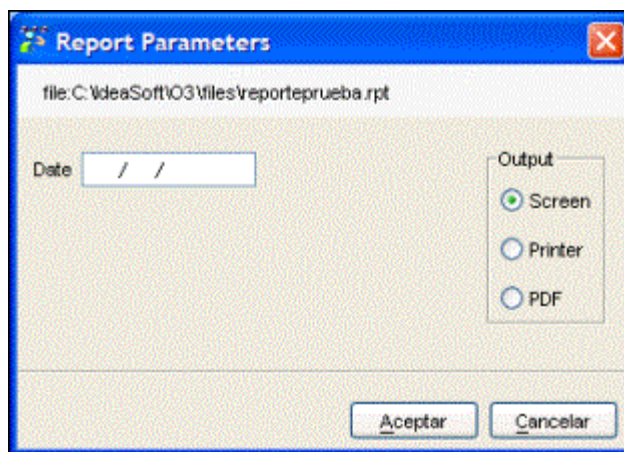 Report Parameters
file:C:\IdeaSoft\O3\files\reporteprueba.rpt
Date / /
Output
Screen
Printer
PDF
Aceptar Cancelar